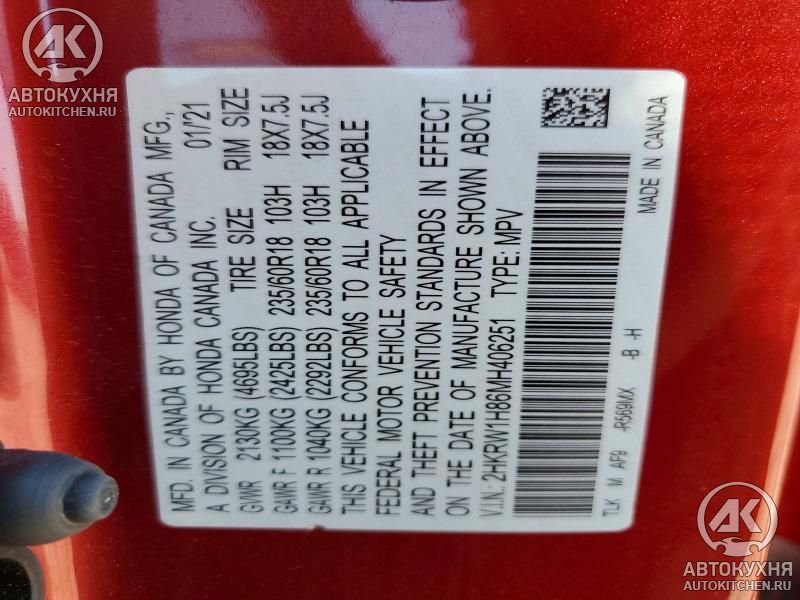 MFD. IN CANADA BY HONDA OF CANADA MFG.,
A DIVISION OF HONDA CANADA INC. 01/21
GVWR 2130KG (4695LBS) TIRE SIZE RIM SIZE
GAWR F 1100KG (2425LBS) 235/60R18 103H 18X7.5J
GAWR R 1040KG (2292LBS) 235/60R18 103H 18X7.5J
THIS VEHICLE CONFORMS TO ALL APPLICABLE
FEDERAL MOTOR VEHICLE SAFETY
AND THEFT PREVENTION STANDARDS IN EFFECT
ON THE DATE OF MANUFACTURE SHOWN ABOVE.
V.I.N.: 2HKRW1H86MH406251 TYPE: MPV
TLK M AF9 -R569MX -B -H
MADE IN CANADA
АК
АВТОКУХНЯ
AUTOKITCHEN.RU
АК
АВТОКУХНЯ
AUTOKITCHEN.RU